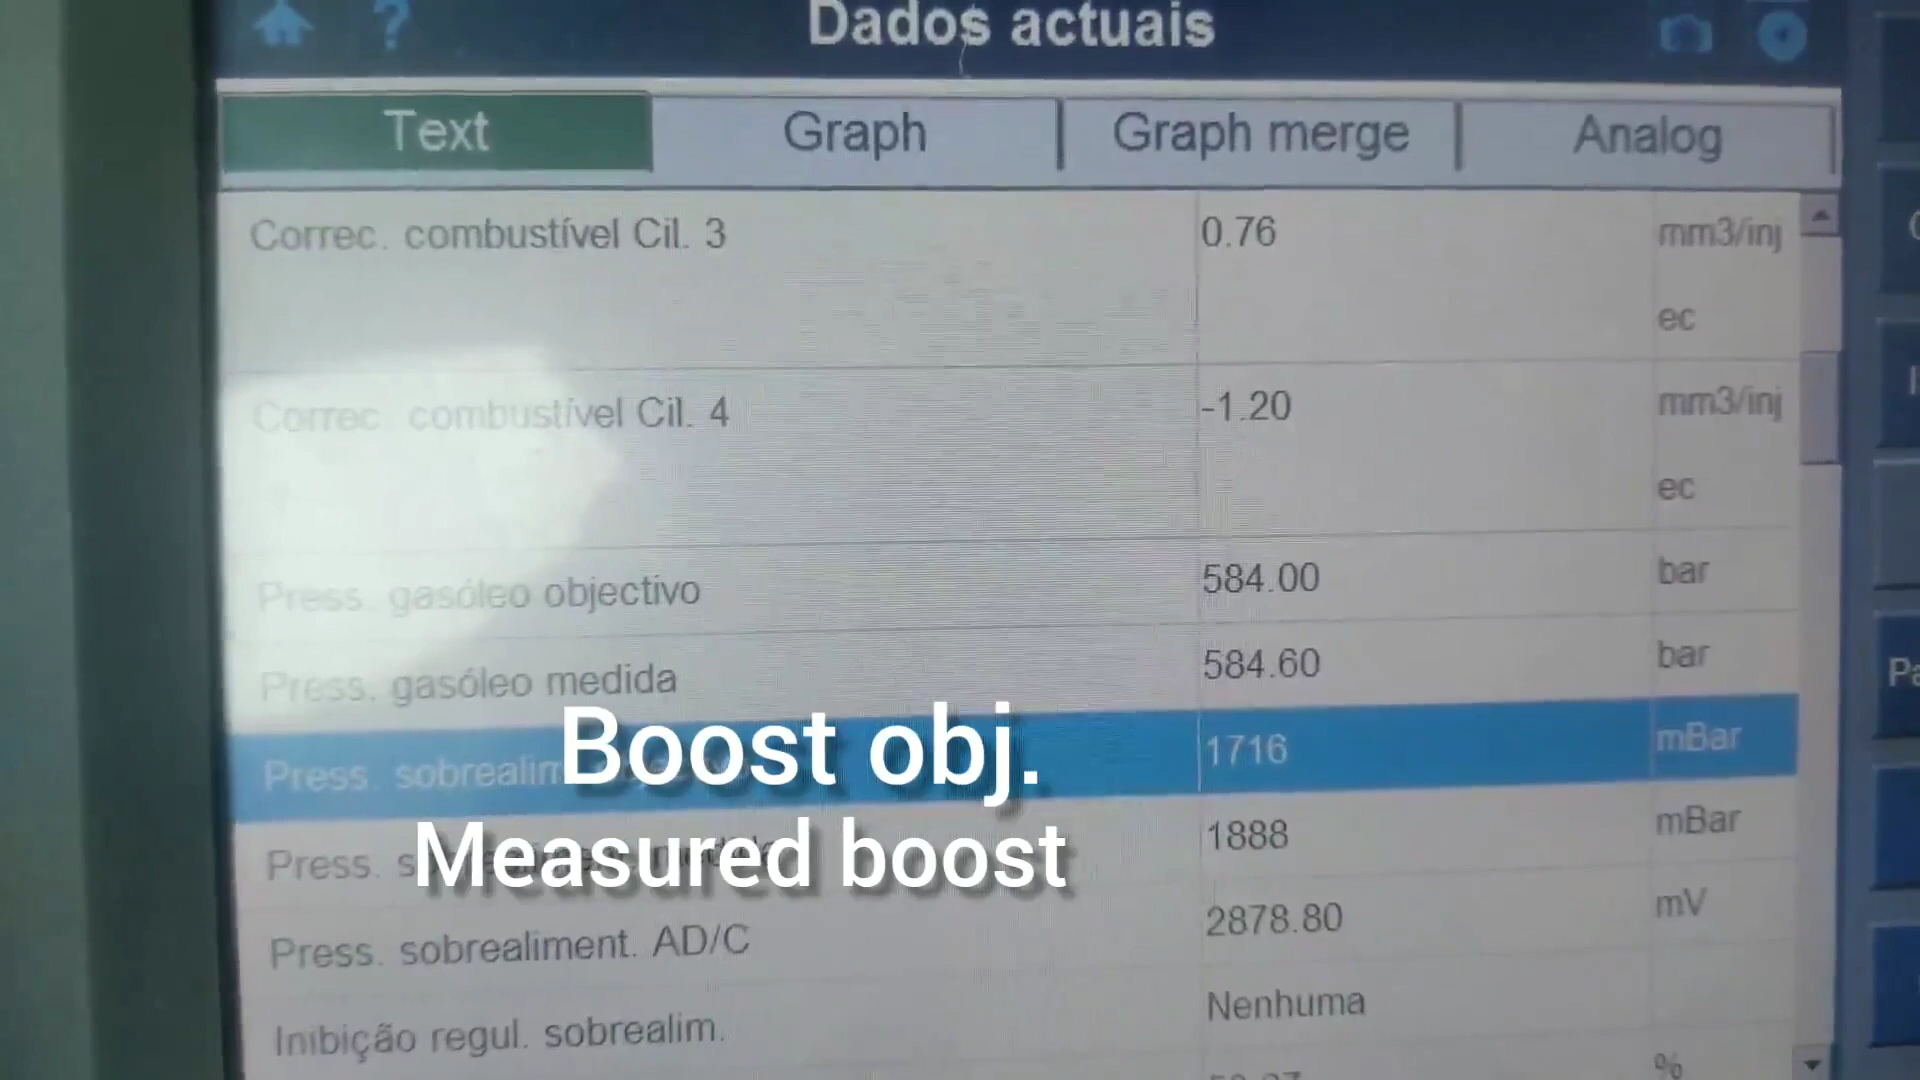 Dados actuais
Text Graph Graph merge Analog
Correc. combustível Cil. 3 0.76 mm3/inj
ec
Correc. combustível Cil. 4 -1.20 mm3/inj
ec
Press. gasóleo objectivo 584.00 bar
Press. gasóleo medida 584.60 bar
Press. 1716 mBar
Boost obj.
Press. 1888 mBar
Measured boost
Press. sobrealiment. AD/C 2878.80 mV
Inibição regul. sobrealim. Nenhuma
%